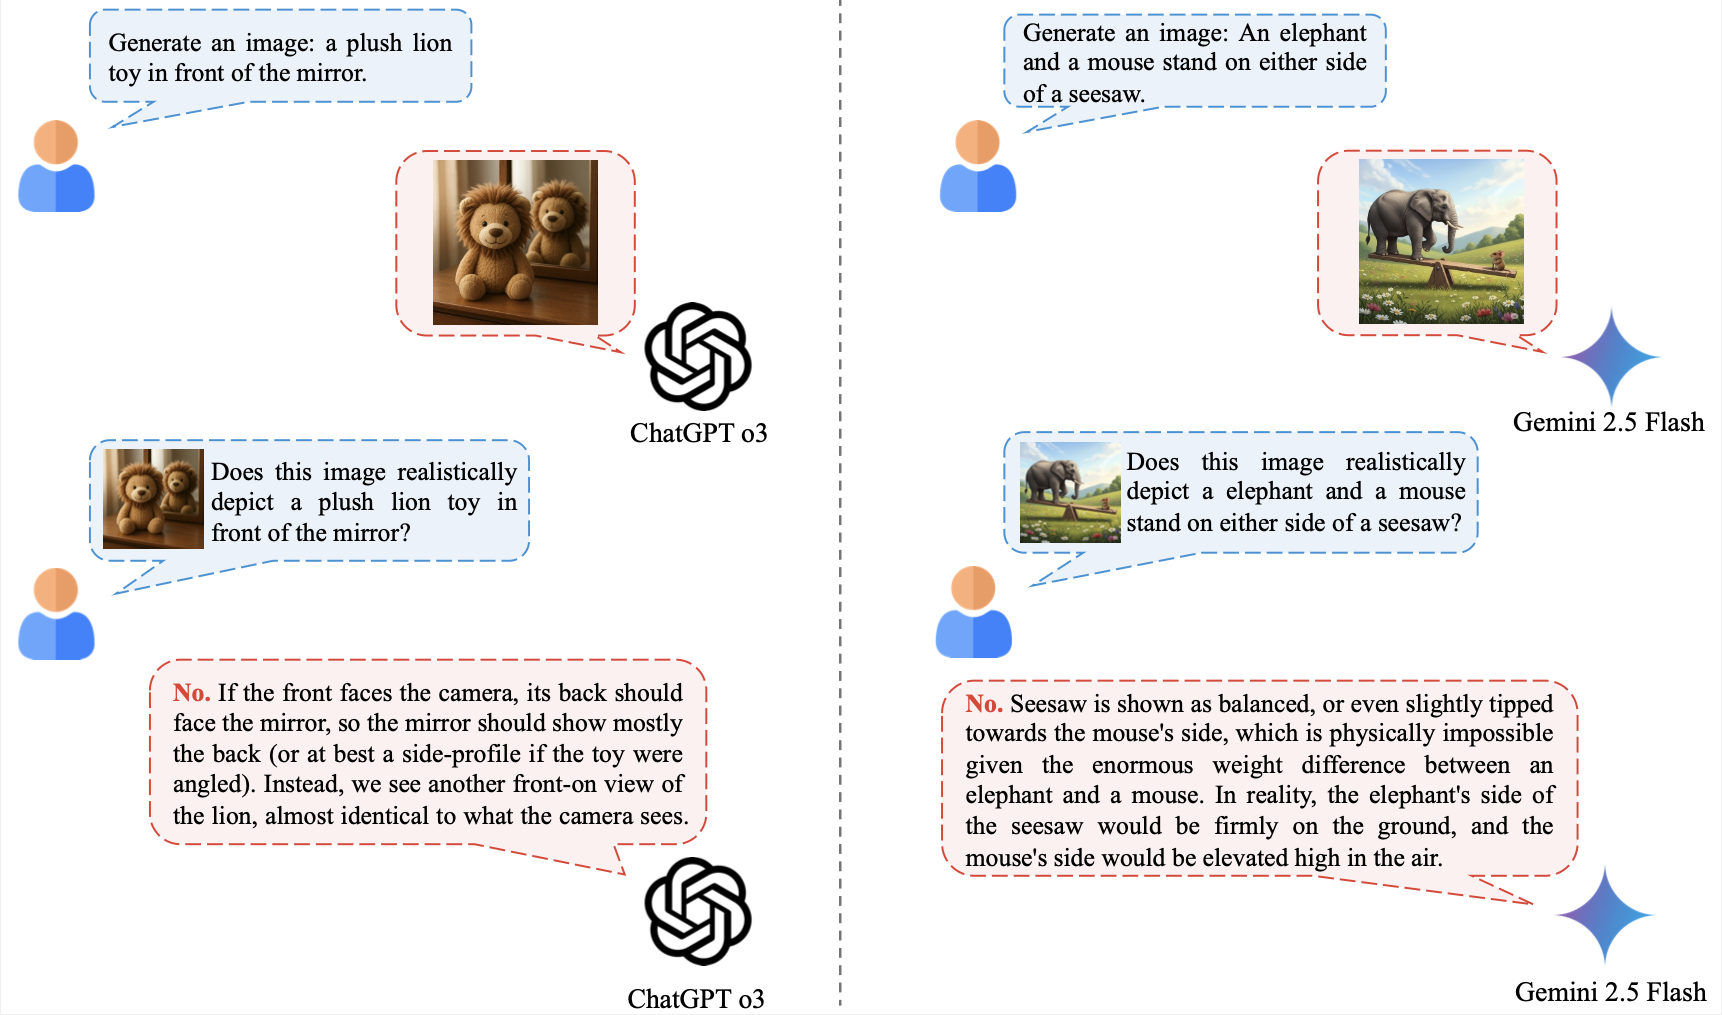 Generate an image: a plush lion
toy in front of the mirror.
ChatGPT o3
Does this image realistically
depict a plush lion toy in
front of the mirror?
No. If the front faces the camera, its back should
face the mirror, so the mirror should show mostly
the back (or at best a side-profile if the toy were
angled). Instead, we see another front-on view of
the lion, almost identical to what the camera sees.
ChatGPT o3
Generate an image: An elephant
and a mouse stand on either side
of a seesaw.
Gemini 2.5 Flash
Does this image realistically
depict a elephant and a mouse
stand on either side of a seesaw?
No. Seesaw is shown as balanced, or even slightly tipped
towards the mouse's side, which is physically impossible
given the enormous weight difference between an
elephant and a mouse. In reality, the elephant's side of
the seesaw would be firmly on the ground, and the
mouse's side would be elevated high in the air.
Gemini 2.5 Flash